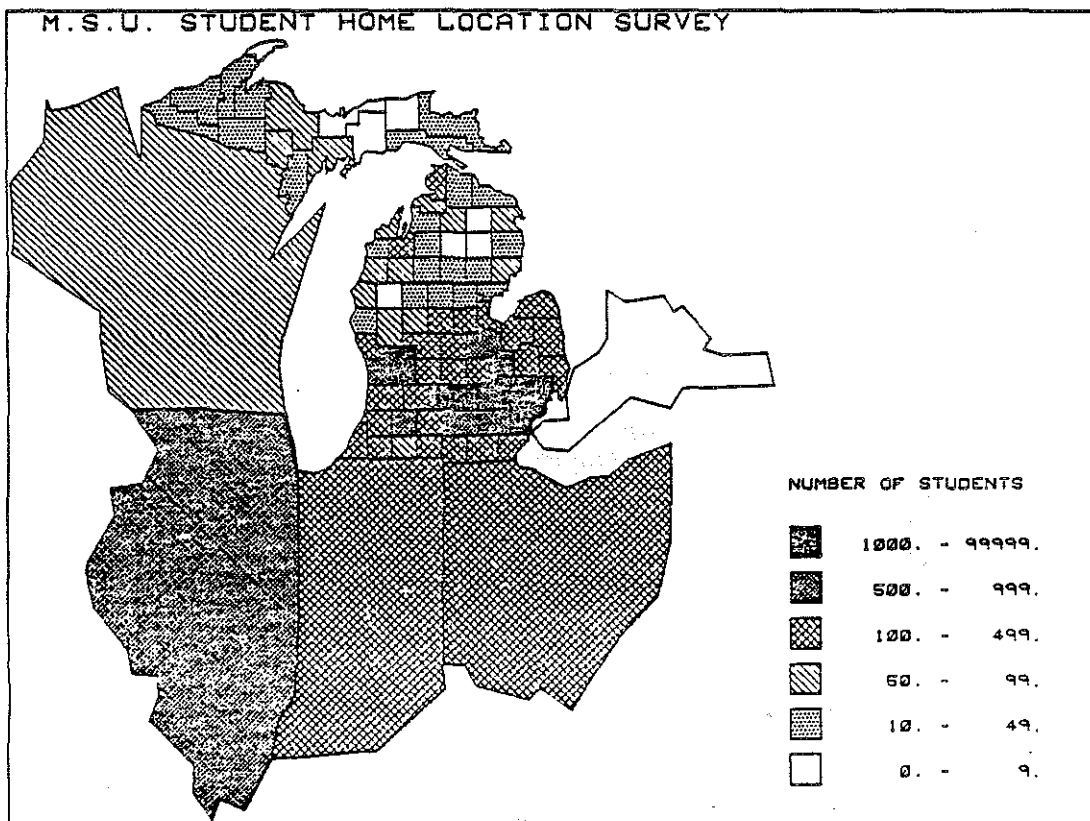 M.S.U. STUDENT HOME LOCATION SURVEY
NUMBER OF STUDENTS
1000. - 99999.
500. - 999.
100. - 499.
50. - 99.
10. - 49.
0. - 9.